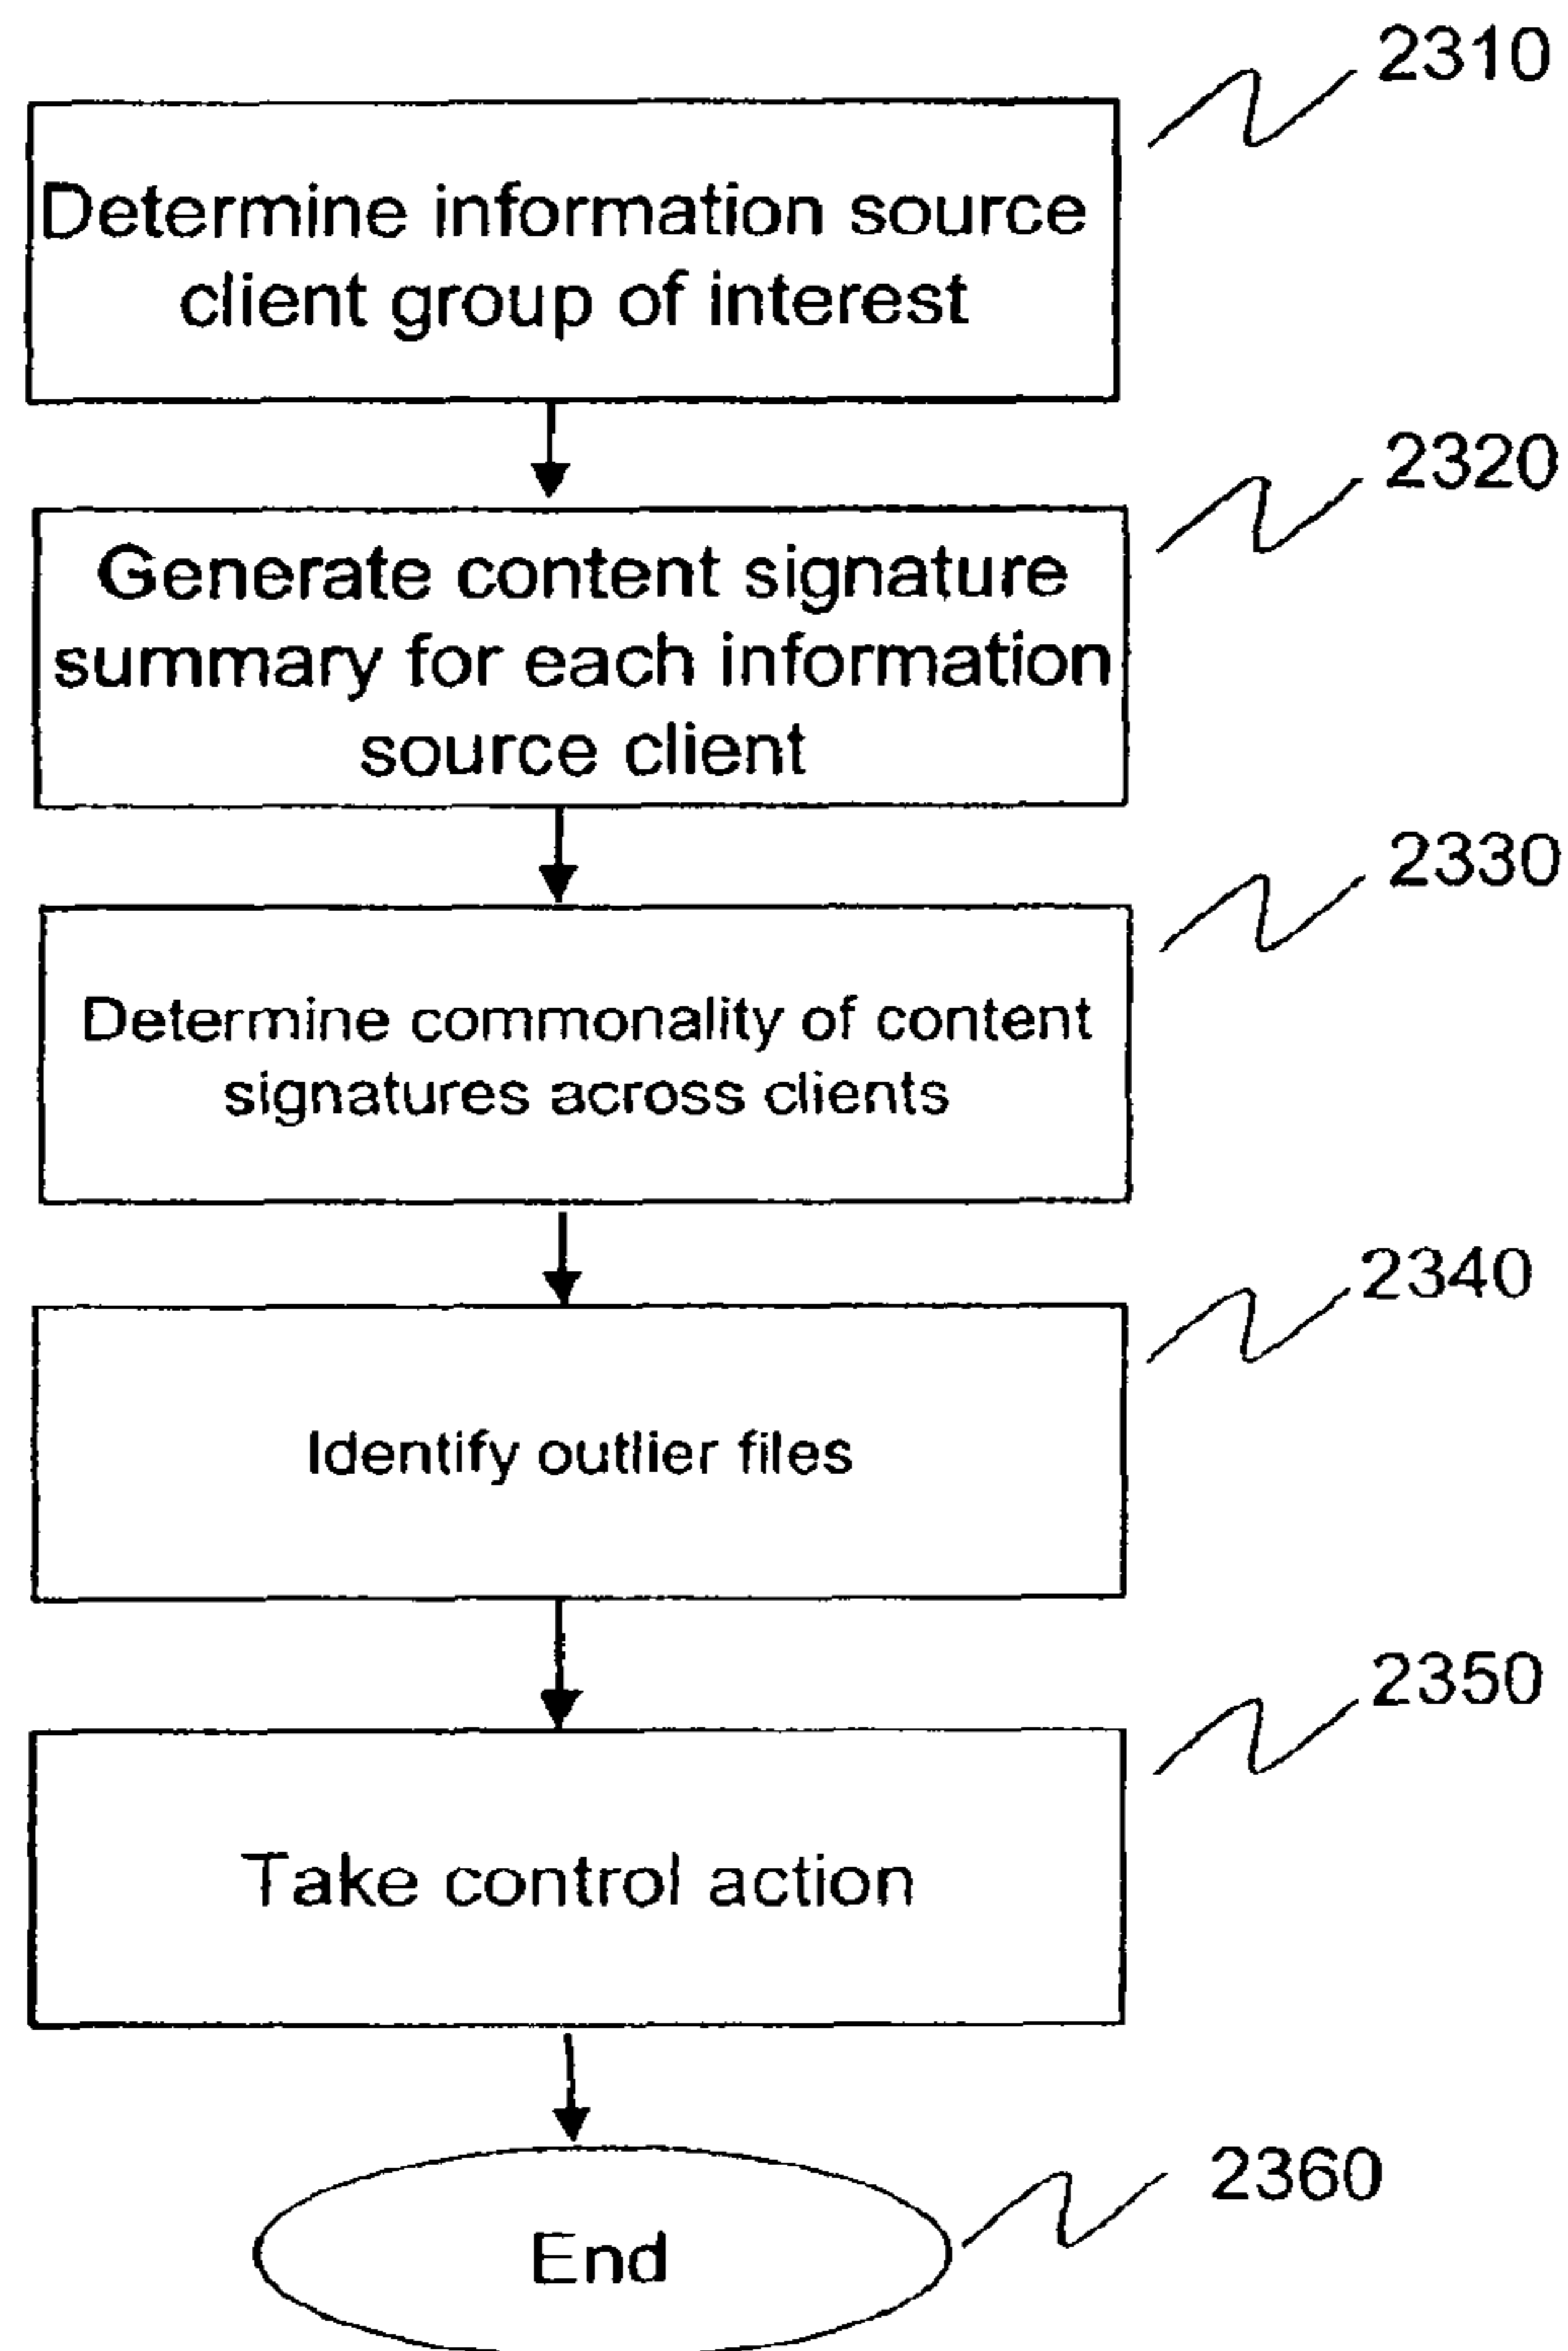 2310
Determine information source
client group of interest
2320
Generate content signature
summary for each information
source client
2330
Determine commonality of content
signatures across clients
2340
Identify outlier files
2350
Take control action
2360
End